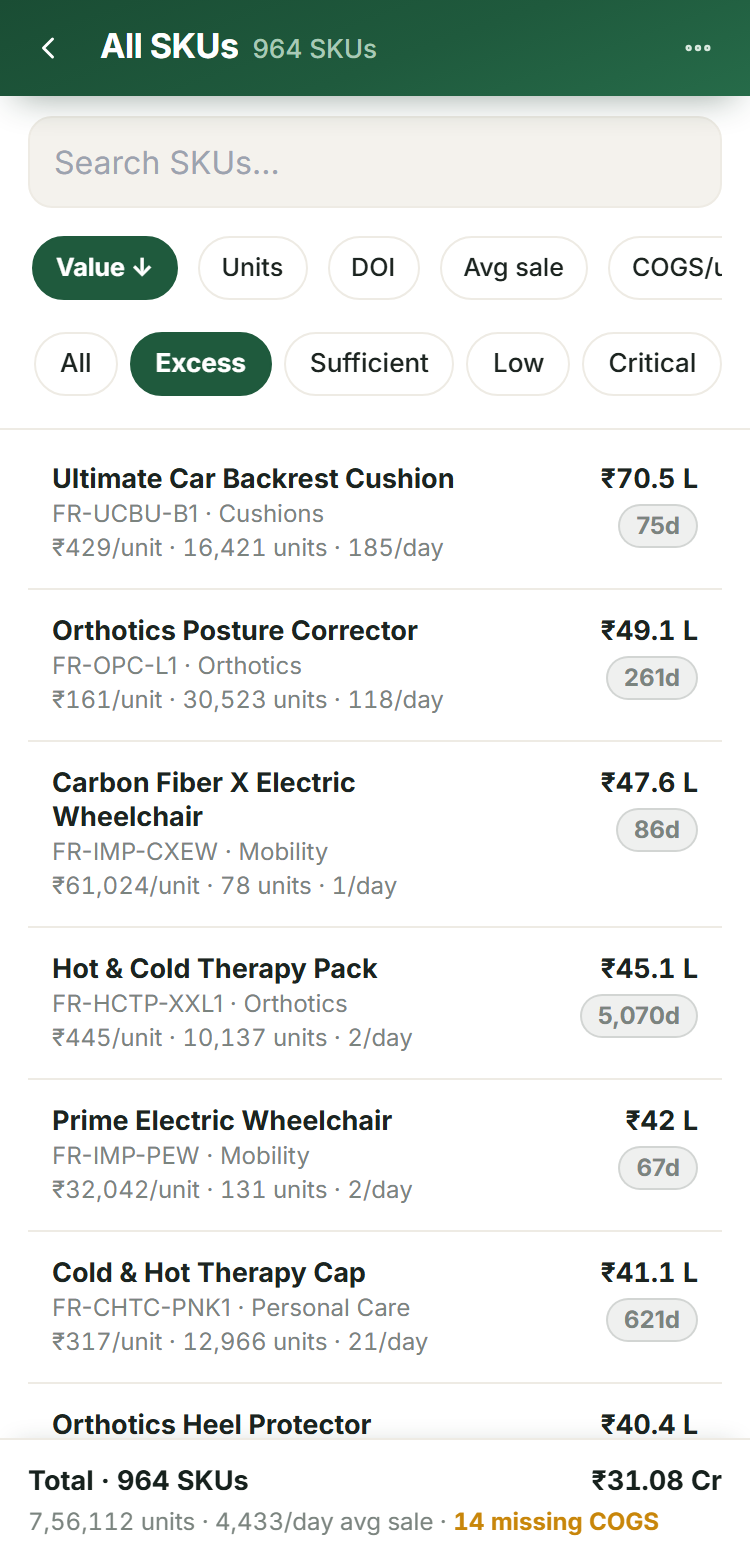 All SKUs 964 SKUs
Search SKUs...
Value ↓ Units DOI Avg sale COGS/u
All Excess Sufficient Low Critical
Ultimate Car Backrest Cushion ₹70.5 L
FR-UCBU-B1 · Cushions 75d
₹429/unit · 16,421 units · 185/day
Orthotics Posture Corrector ₹49.1 L
FR-OPC-L1 · Orthotics 261d
₹161/unit · 30,523 units · 118/day
Carbon Fiber X Electric ₹47.6 L
Wheelchair 86d
FR-IMP-CXEW · Mobility
₹61,024/unit · 78 units · 1/day
Hot & Cold Therapy Pack ₹45.1 L
FR-HCTP-XXL1 · Orthotics 5,070d
₹445/unit · 10,137 units · 2/day
Prime Electric Wheelchair ₹42 L
FR-IMP-PEW · Mobility 67d
₹32,042/unit · 131 units · 2/day
Cold & Hot Therapy Cap ₹41.1 L
FR-CHTC-PNK1 · Personal Care 621d
₹317/unit · 12,966 units · 21/day
Orthotics Heel Protector ₹40.4 L
Total · 964 SKUs ₹31.08 Cr
7,56,112 units · 4,433/day avg sale · 14 missing COGS